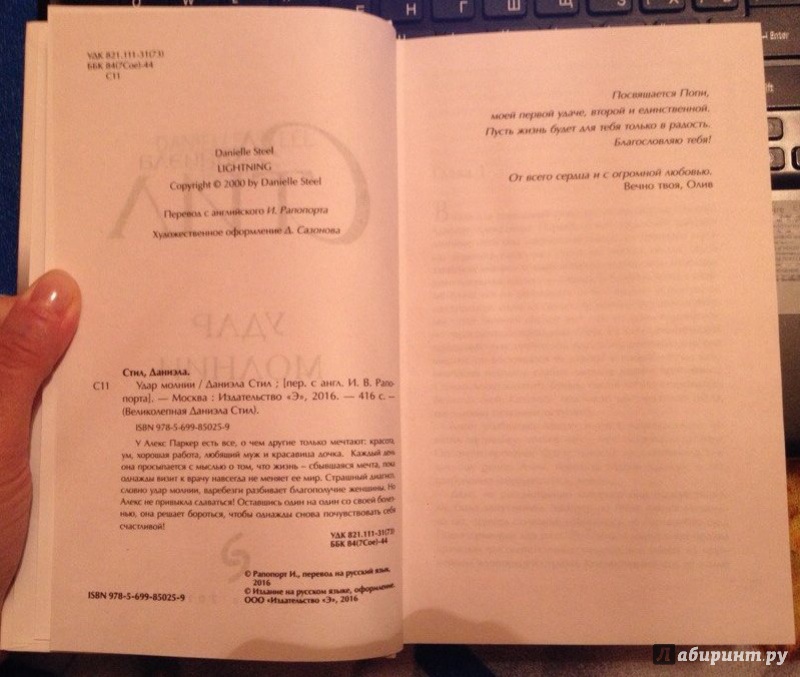 УДК 821.111-31(73)
ББК 84(7Сое)-44
С11
Danielle Steel
LIGHTNING
Copyright © 2000 by Danielle Steel
Перевод с английского И. Рапопорта
Художественное оформление Д. Сазонова
УДАР
МОЛНИИ
Стил, Даниэла.
С11 Удар молнии / Даниэла Стил ; [пер. с англ. И. В. Рапо-
порта]. — Москва : Издательство «Э», 2016. — 416 с. —
(Великолепная Даниэла Стил).
ISBN 978-5-699-85025-9
У Алекс Паркер есть все, о чем другие только мечтают: красота,
ум, хорошая работа, любящий муж и красавица дочка. Каждый день
она просыпается с мыслью о том, что жизнь – сбывшаяся мечта, пока
однажды визит к врачу навсегда не меняет ее мир. Страшный диагноз,
словно удар молнии, вдребезги разбивает благополучие женщины. Но
Алекс не привыкла сдаваться! Оставшись один на один со своей болез-
нью, она решает бороться, чтобы однажды снова почувствовать себя
счастливой!
УДК 821.111-31(73)
ББК 84(7Сое)-44
© Рапопорт И., перевод на русский язык,
2016
© Издание на русском языке, оформление.
ООО «Издательство «Э», 2016
ISBN 978-5-699-85025-9
Посвящается Попи,
моей первой удаче, второй и единственной.
Пусть жизнь будет для тебя только в радость.
Благословляю тебя!
От всего сердца и с огромной любовью.
Вечно твоя, Олив
Enter
Лабиринт.ру